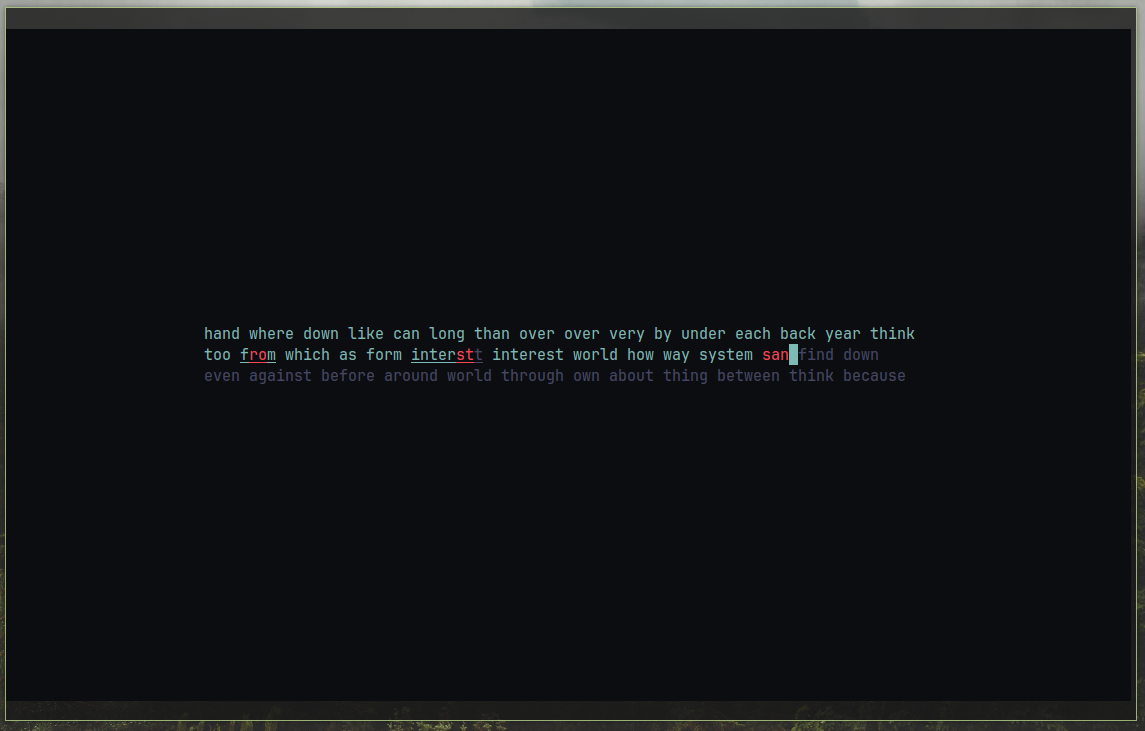 hand where down like can long than over over very by under each back year think
too from which as form interstt interest world how way system san find down
even against before around world through own about thing between think because